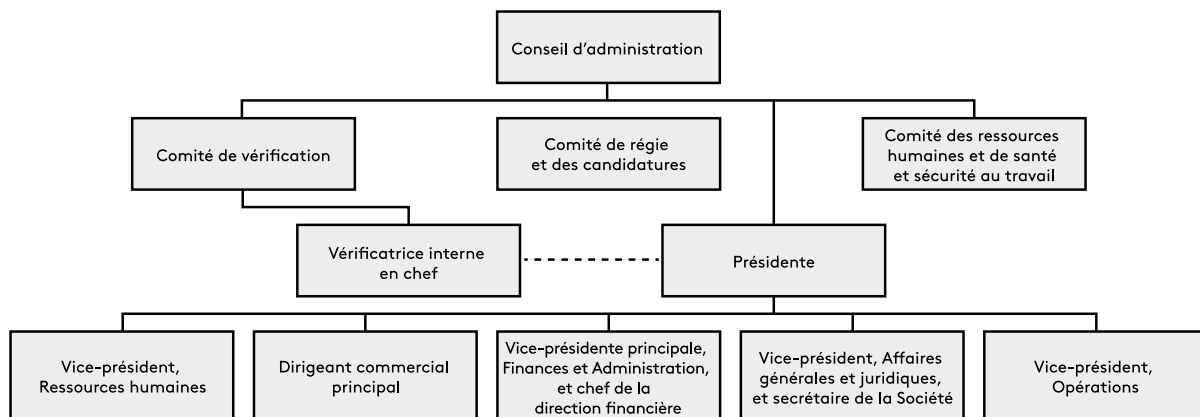 Conseil d’administration
Comité de vérification
Comité de régie
et des candidatures
Comité des ressources
humaines et de santé
et sécurité au travail
Vérificatrice interne
en chef
Présidente
Vice-président,
Ressources humaines
Dirigeant commercial
principal
Vice-présidente principale,
Finances et Administration,
et chef de la
direction financière
Vice-président, Affaires
générales et juridiques,
et secrétaire de la Société
Vice-président,
Opérations